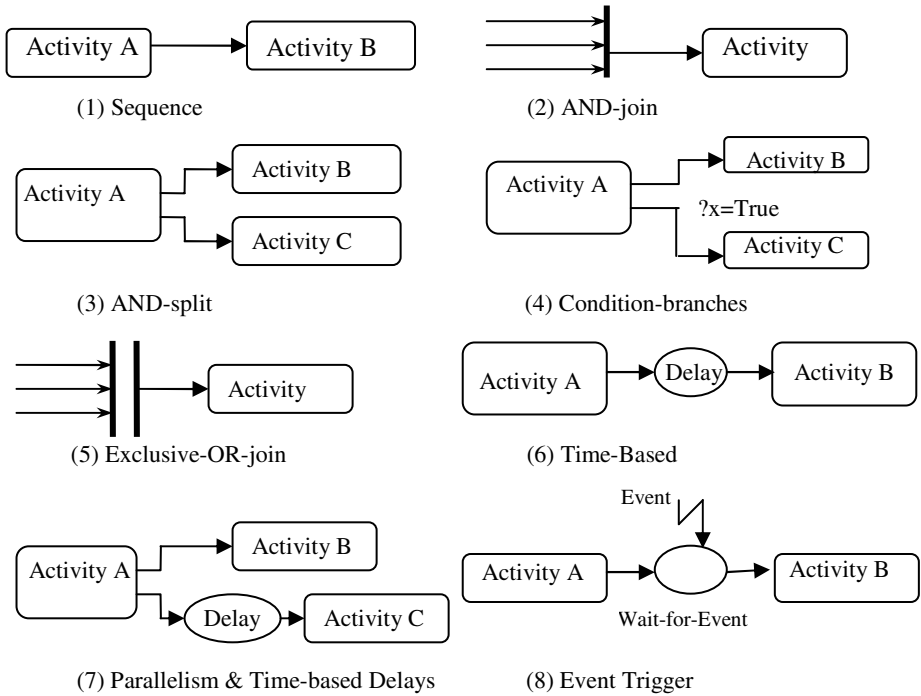 Activity A
Activity B
(1) Sequence
Activity
(2) AND-join
Activity A
Activity B
Activity C
(3) AND-split
Activity A
Activity B
?x=True
Activity C
(4) Condition-branches
Activity
(5) Exclusive-OR-join
Activity A
Delay
Activity B
(6) Time-Based
Activity A
Activity B
Delay
Activity C
(7) Parallelism & Time-based Delays
Event
Activity A
Activity B
Wait-for-Event
(8) Event Trigger